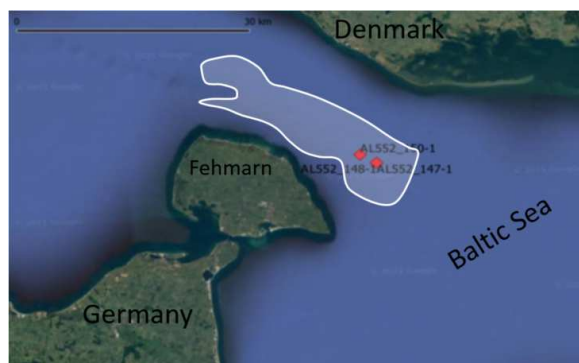 0
30 km
Denmark
AL552_150-1
Fehmarn
AL552_148-1AL552_147-1
Baltic Sea
Germany